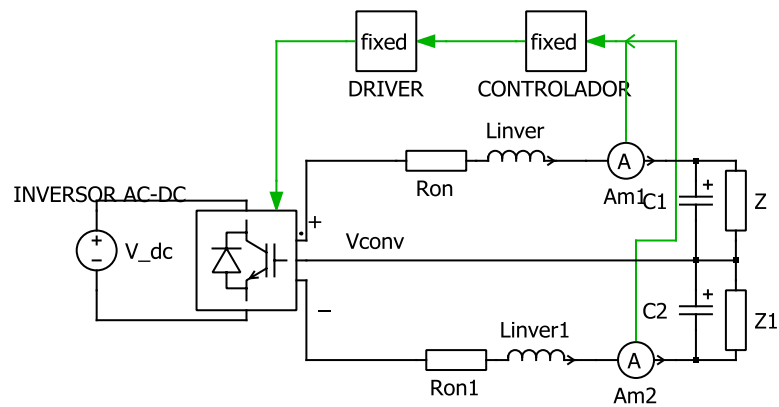 fixed
fixed
DRIVER
CONTROLADOR
Linver
A
Ron
Am1
C1
+
Z
INVERSOR AC-DC
+
V_dc
−
+
Vconv
−
C2
+
Z1
Linver1
A
Ron1
Am2